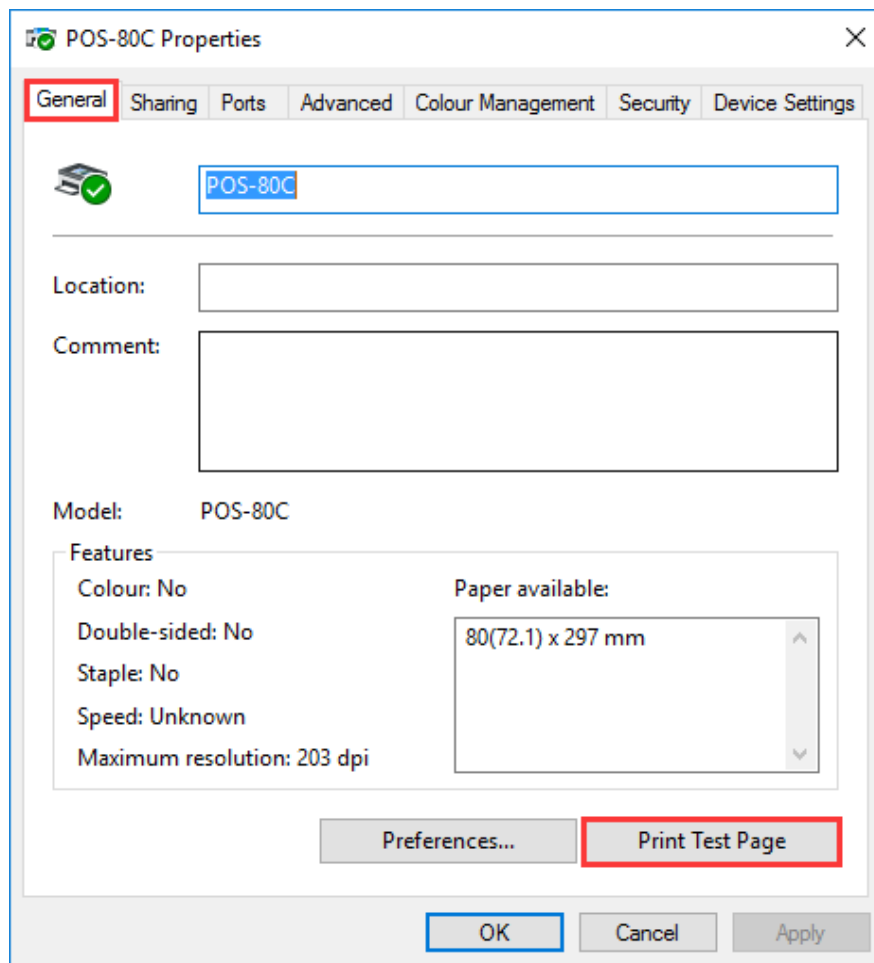 POS-80C Properties
General Sharing Ports Advanced Colour Management Security Device Settings
POS-80C
Location:
Comment:
Model: POS-80C
Features
Colour: No
Paper available:
Double-sided: No
80(72.1) x 297 mm
Staple: No
Speed: Unknown
Maximum resolution: 203 dpi
Preferences... Print Test Page
OK Cancel Apply